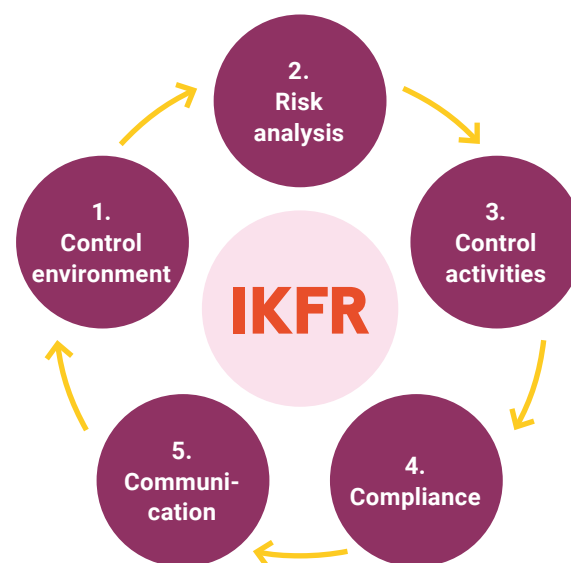 1.
Control
environment
2.
Risk
analysis
3.
Control
activities
4.
Compliance
5.
Communi-
cation
IKFR